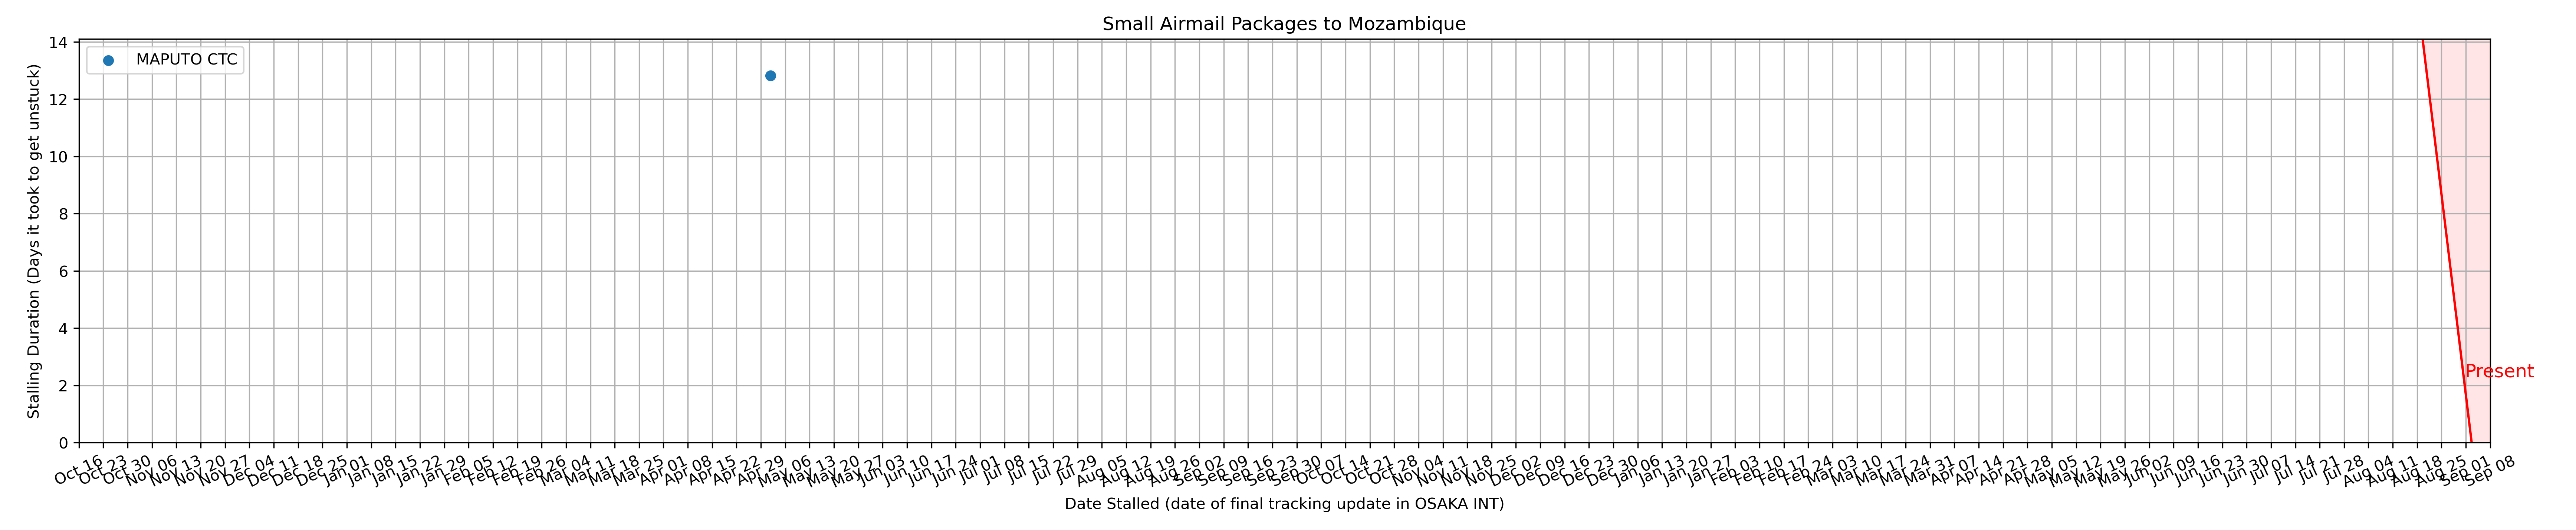 Small Airmail Packages to Mozambique
MAPUTO CTC
Stalling Duration (Days it took to get unstuck)
14
12
10
8
6
4
2
0
Present
Oct 16 Oct 23 Oct 30 Nov 06 Nov 13 Nov 20 Nov 27 Dec 04 Dec 11 Dec 18 Dec 25 Jan 01 Jan 08 Jan 15 Jan 22 Jan 29 Feb 05 Feb 12 Feb 19 Feb 26 Mar 04 Mar 11 Mar 18 Mar 25 Apr 01 Apr 08 Apr 15 Apr 22 Apr 29 May 06 May 13 May 20 May 27 Jun 03 Jun 10 Jun 17 Jun 24 Jul 01 Jul 08 Jul 15 Jul 22 Jul 29 Aug 05 Aug 12 Aug 19 Aug 26 Sep 02 Sep 09 Sep 16 Sep 23 Sep 30 Oct 07 Oct 14 Oct 21 Oct 28 Nov 04 Nov 11 Nov 18 Nov 25 Dec 02 Dec 09 Dec 16 Dec 23 Dec 30 Jan 06 Jan 13 Jan 20 Jan 27 Feb 03 Feb 10 Feb 17 Feb 24 Mar 03 Mar 10 Mar 17 Mar 24 Mar 31 Apr 07 Apr 14 Apr 21 Apr 28 May 05 May 12 May 19 May 26 Jun 02 Jun 09 Jun 16 Jun 23 Jun 30 Jul 07 Jul 14 Jul 21 Jul 28 Aug 04 Aug 11 Aug 18 Aug 25 Sep 01 Sep 08
Date Stalled (date of final tracking update in OSAKA INT)